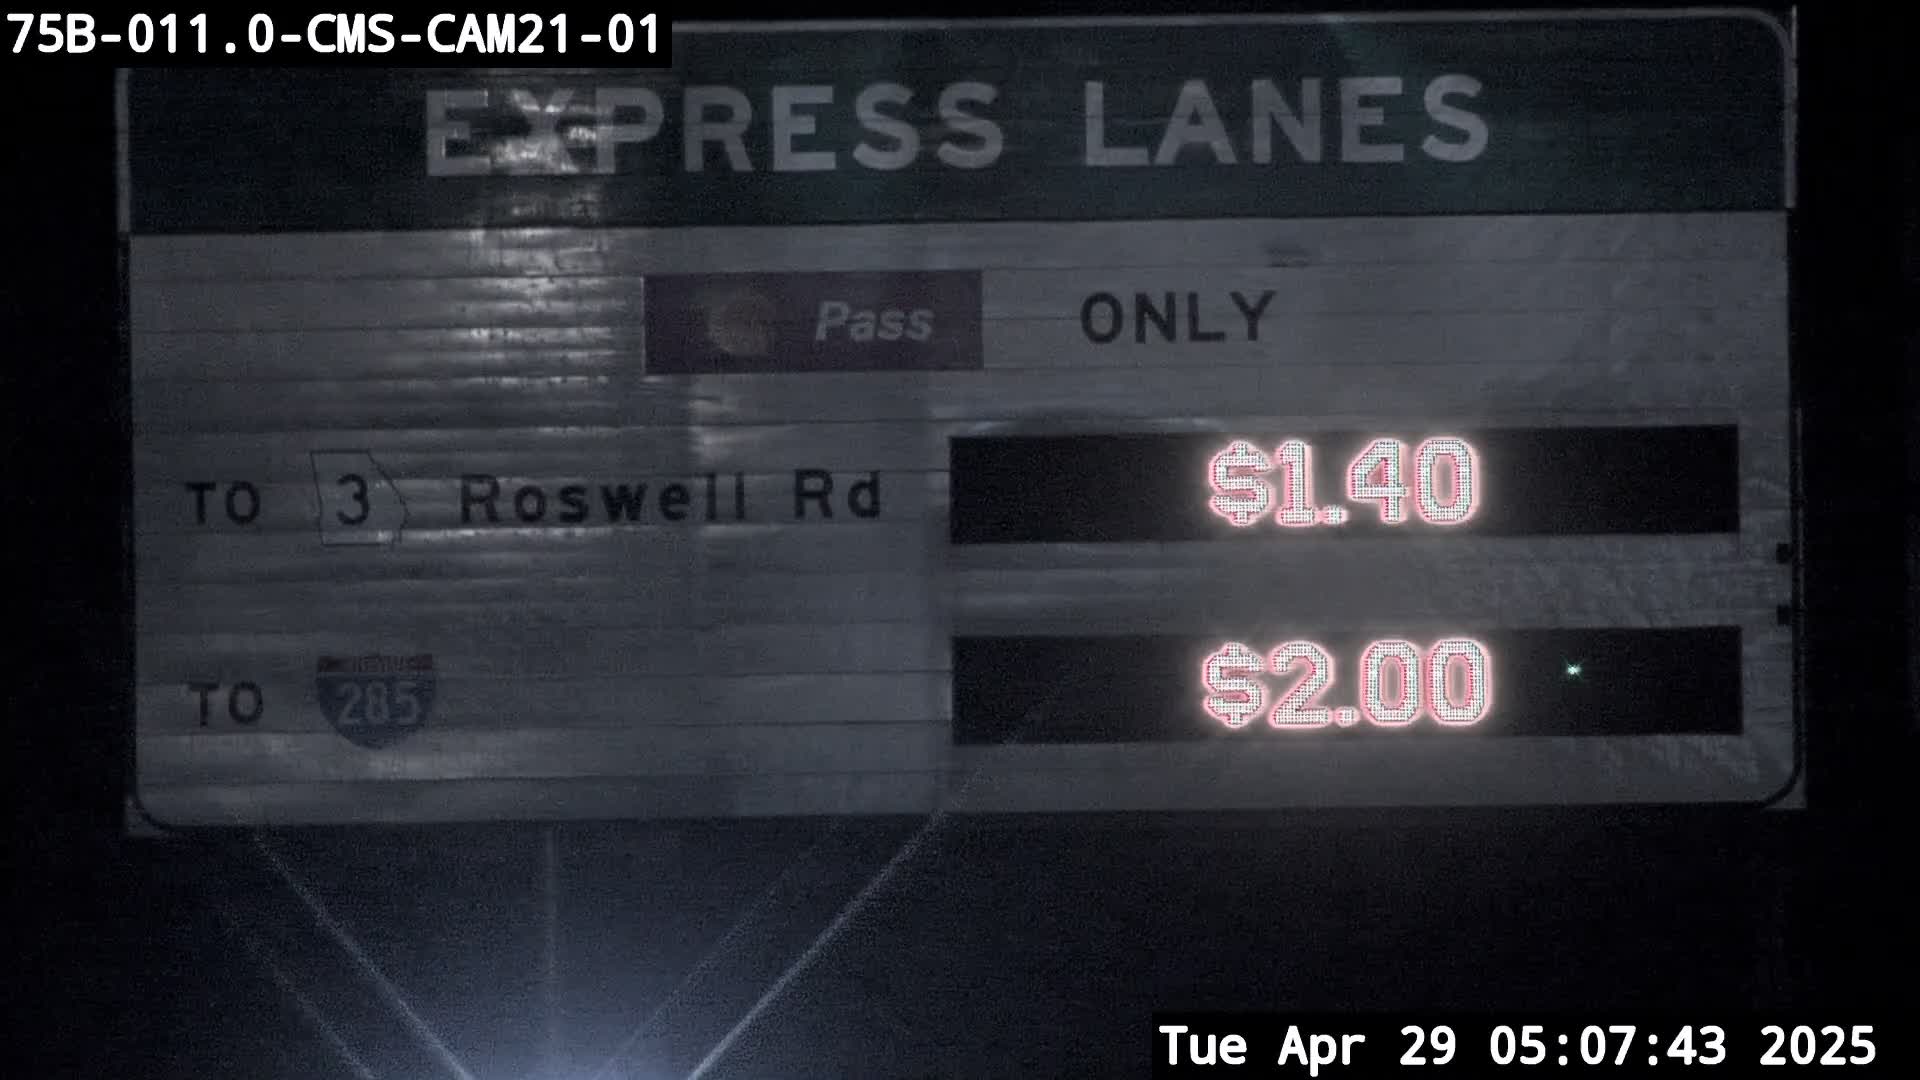 75B-011.0-CMS-CAM21-01
EXPRESS LANES
Pass ONLY
TO 3 Roswell Rd $1.40
TO 285 $2.00
Tue Apr 29 05:07:43 2025